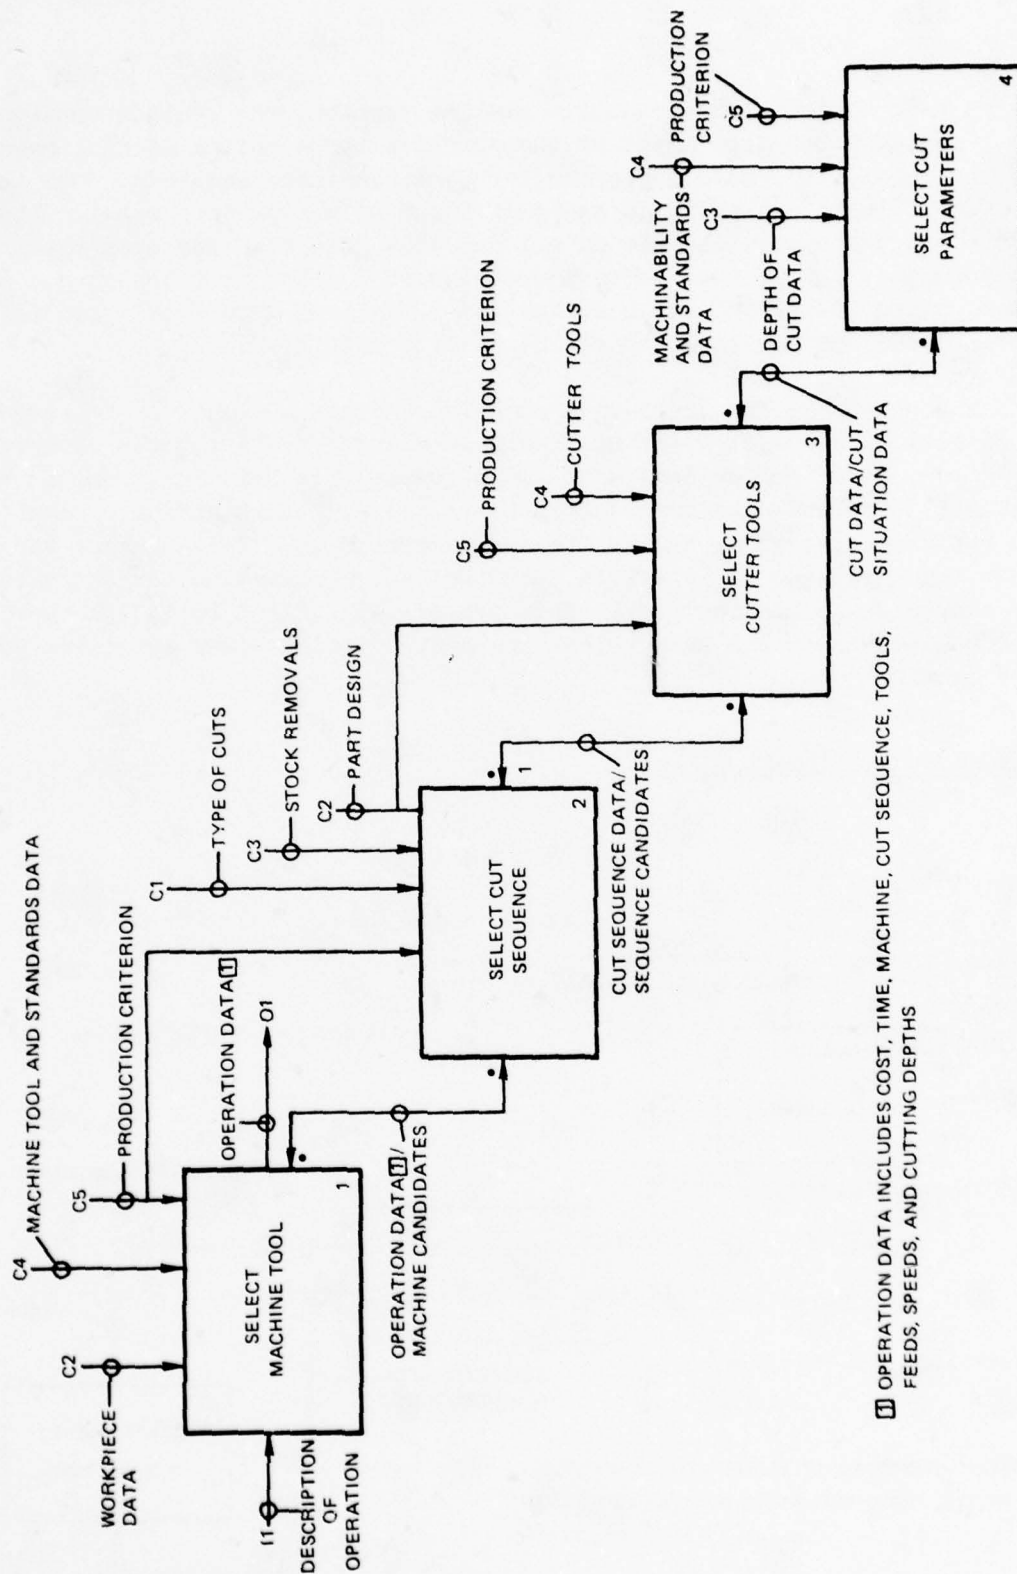 C4
MACHINE TOOL AND STANDARDS DATA
C5
PRODUCTION CRITERION
C2
WORKPIECE
DATA
I1
DESCRIPTION
OF
OPERATION
SELECT
MACHINE TOOL
1
OPERATION DATA[1]
O1
OPERATION DATA[1]/
MACHINE CANDIDATES
C1
TYPE OF CUTS
C3
STOCK REMOVALS
C2
PART DESIGN
SELECT CUT
SEQUENCE
2
1
CUT SEQUENCE DATA/
SEQUENCE CANDIDATES
C5
PRODUCTION CRITERION
C4
CUTTER TOOLS
SELECT
CUTTER TOOLS
3
CUT DATA/CUT
SITUATION DATA
C4
MACHINABILITY
AND STANDARDS
DATA
C5
PRODUCTION
CRITERION
C3
DEPTH OF
CUT DATA
SELECT CUT
PARAMETERS
4
[1] OPERATION DATA INCLUDES COST, TIME, MACHINE, CUT SEQUENCE, TOOLS,
FEEDS, SPEEDS, AND CUTTING DEPTHS